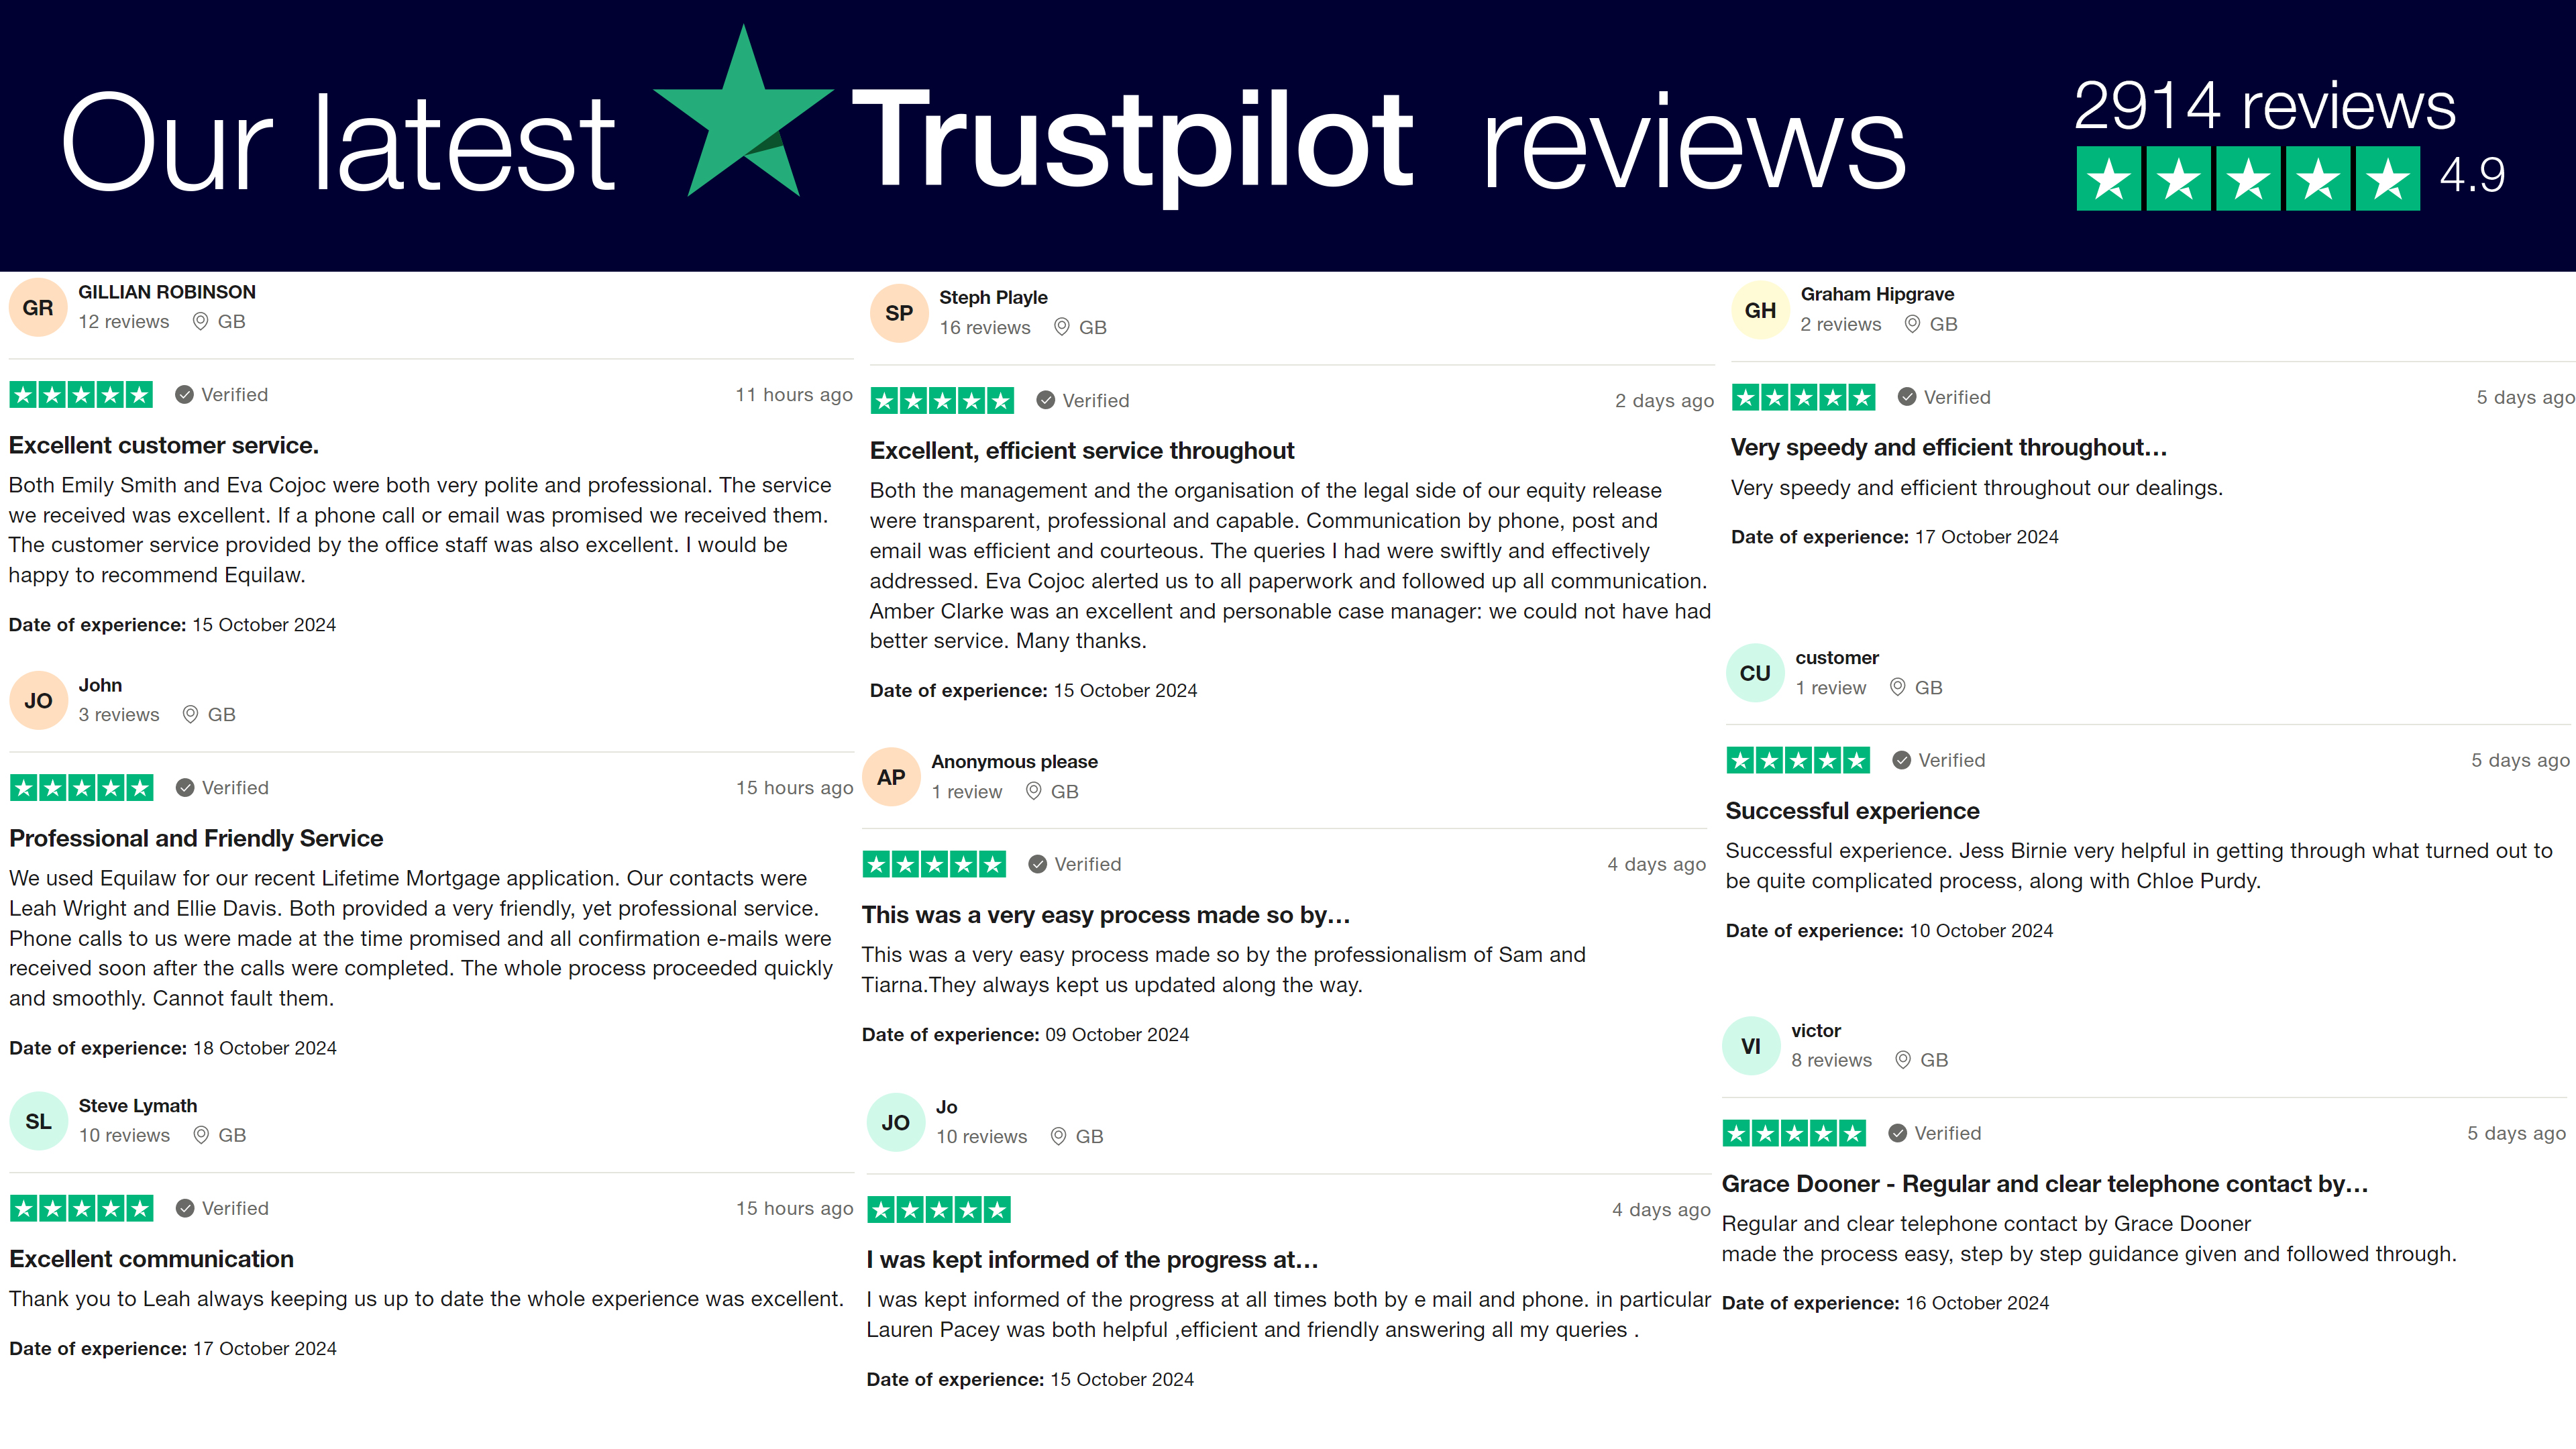 Our latest Trustpilot reviews
2914 reviews
4.9
GR
GILLIAN ROBINSON
12 reviews GB
Verified 11 hours ago
Excellent customer service.
Both Emily Smith and Eva Cojoc were both very polite and professional. The service
we received was excellent. If a phone call or email was promised we received them.
The customer service provided by the office staff was also excellent. I would be
happy to recommend Equilaw.
Date of experience: 15 October 2024
JO
John
3 reviews GB
Verified 15 hours ago
Professional and Friendly Service
We used Equilaw for our recent Lifetime Mortgage application. Our contacts were
Leah Wright and Ellie Davis. Both provided a very friendly, yet professional service.
Phone calls to us were made at the time promised and all confirmation e-mails were
received soon after the calls were completed. The whole process proceeded quickly
and smoothly. Cannot fault them.
Date of experience: 18 October 2024
SL
Steve Lymath
10 reviews GB
Verified 15 hours ago
Excellent communication
Thank you to Leah always keeping us up to date the whole experience was excellent.
Date of experience: 17 October 2024
SP
Steph Playle
16 reviews GB
Verified 2 days ago
Excellent, efficient service throughout
Both the management and the organisation of the legal side of our equity release
were transparent, professional and capable. Communication by phone, post and
email was efficient and courteous. The queries I had were swiftly and effectively
addressed. Eva Cojoc alerted us to all paperwork and followed up all communication.
Amber Clarke was an excellent and personable case manager: we could not have had
better service. Many thanks.
Date of experience: 15 October 2024
AP
Anonymous please
1 review GB
Verified 4 days ago
This was a very easy process made so by…
This was a very easy process made so by the professionalism of Sam and
Tiarna.They always kept us updated along the way.
Date of experience: 09 October 2024
JO
Jo
10 reviews GB
4 days ago
I was kept informed of the progress at…
I was kept informed of the progress at all times both by e mail and phone. in particular
Lauren Pacey was both helpful ,efficient and friendly answering all my queries .
Date of experience: 15 October 2024
GH
Graham Hipgrave
2 reviews GB
Verified 5 days ago
Very speedy and efficient throughout…
Very speedy and efficient throughout our dealings.
Date of experience: 17 October 2024
CU
customer
1 review GB
Verified 5 days ago
Successful experience
Successful experience. Jess Birnie very helpful in getting through what turned out to
be quite complicated process, along with Chloe Purdy.
Date of experience: 10 October 2024
VI
victor
8 reviews GB
Verified 5 days ago
Grace Dooner - Regular and clear telephone contact by…
Regular and clear telephone contact by Grace Dooner
made the process easy, step by step guidance given and followed through.
Date of experience: 16 October 2024